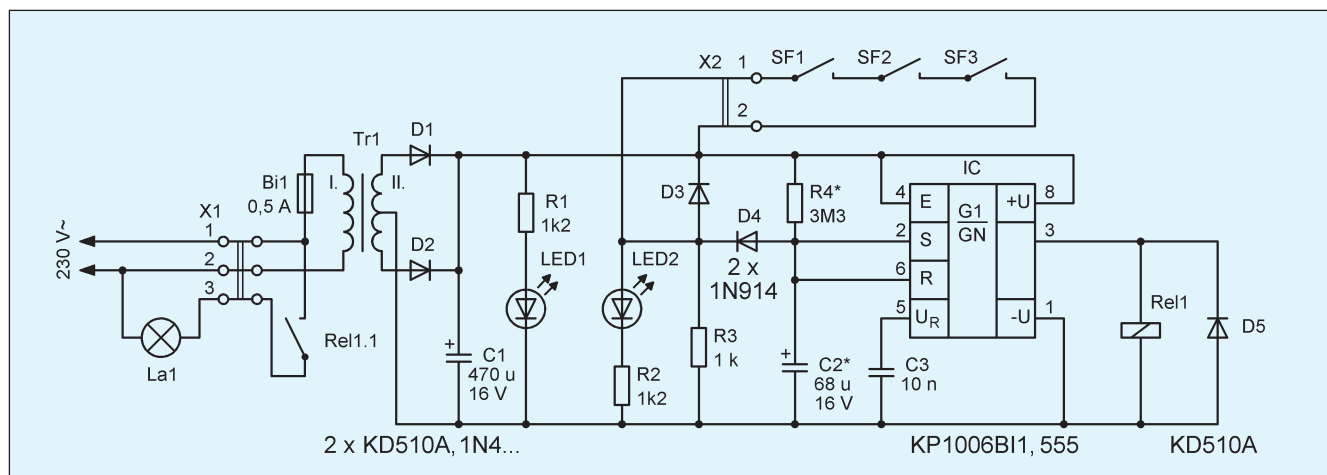 X2
1
SF1
SF2
SF3
2
Tr1
D1
I.
II.
Bi1
0,5 A
X1
1
2
3
230 V~
La1
Rel1.1
D2
C1
+
470 u
16 V
R1
1k2
LED1
LED2
R2
1k2
D3
D4
2 x
1N914
R3
1 k
R4*
3M3
C2*
+
68 u
16 V
C3
10 n
IC
4
E
G1
GN
+U
8
2
S
3
6
R
5
UR
-U
1
Rel1
D5
2 x KD510A, 1N4...
KP1006BI1, 555
KD510A